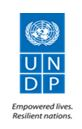 U N
D P
Empowered lives.
Resilient nations.